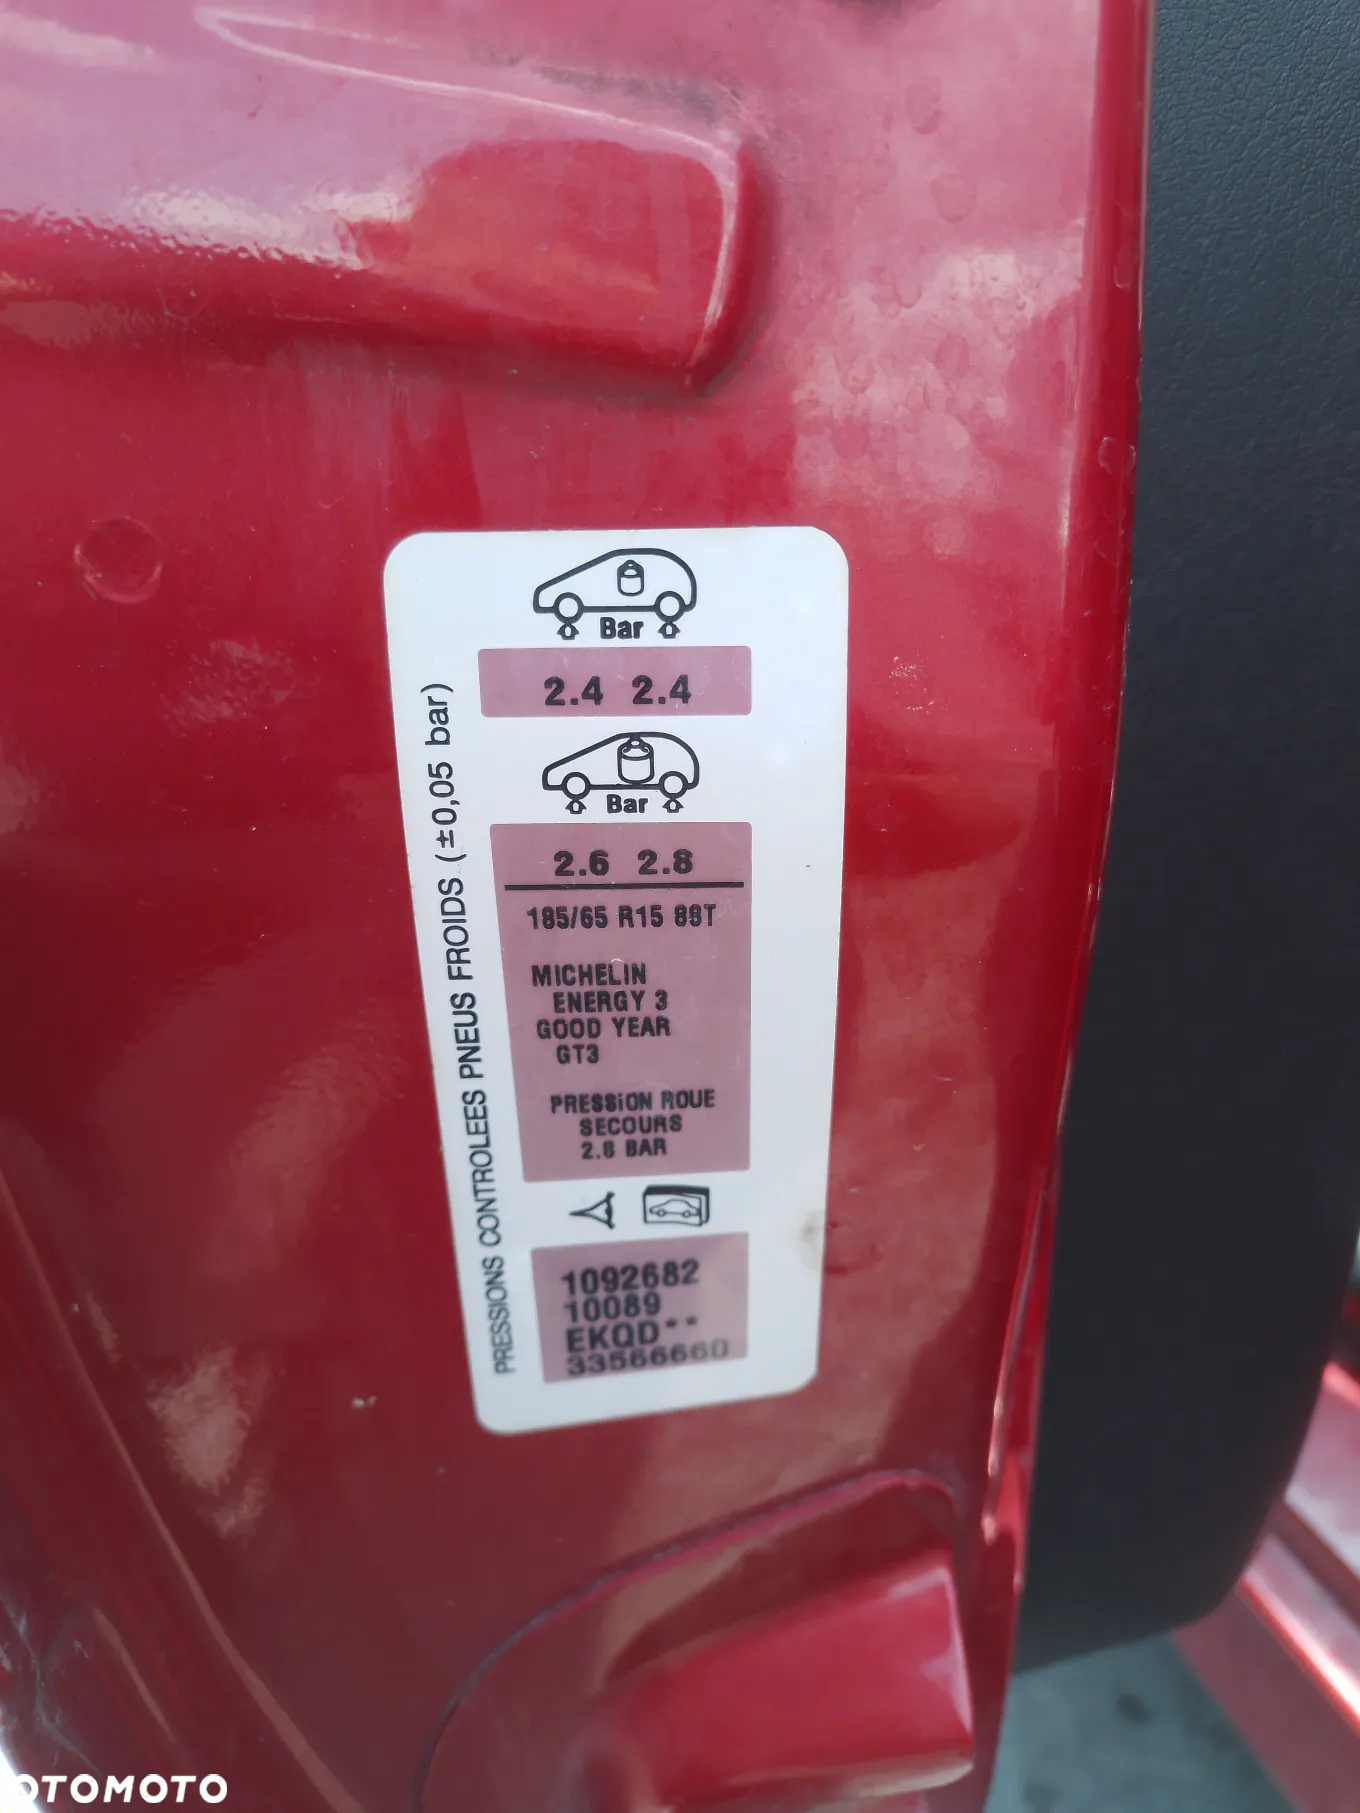 Bar
2.4 2.4
Bar
2.6 2.8
185/65 R15 88T
MICHELIN
ENERGY 3
GOOD YEAR
GT3
PRESSiON ROUE
SECOURS
2.8 BAR
1092682
10089
EKQD**
33566660
PRESSIONS CONTROLEES PNEUS FROIDS (±0,05 bar)
OTOMOTO